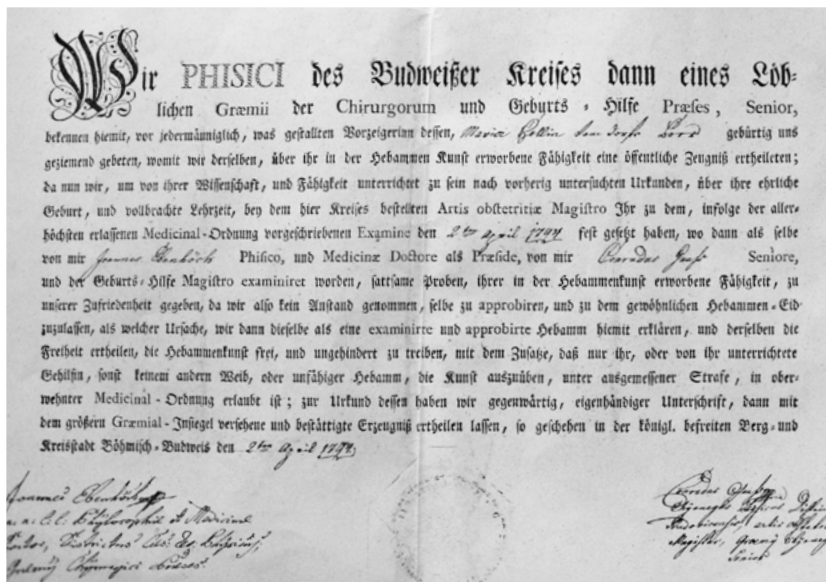 Wir PHISICI des Budweißer Kreises dann eines Löb-
lichen Græmii der Chirurgorum und Geburts-Hilfe Præses, Senior,
bekennen hiemit, vor jedermänniglich, was gestallten Vorzeigerinn dessen, Maria gebürtig uns
geziemend gebeten, womit wir derselben, über ihr in der Hebammen Kunst erworbene Fähigkeit eine öffentliche Zeugniß ertheileten;
da nun wir, um von ihrer Wissenschaft, und Fähigkeit unterrichtet zu sein nach vorherig untersuchten Urkunden, über ihre ehrliche
Geburt, und vollbrachte Lehrzeit, bey dem hier Kreises bestellten Artis obstetritiæ Magistro Ihr zu dem, infolge der aller-
höchsten erlassenen Medicinal-Ordnung vorgeschriebenen Examine den 2ten April fest gesetzt haben, wo dann als selbe
von mir Phisico, und Medicinæ Doctore als Præside, von mir Conradus Seniore,
und der Geburts-Hilfe Magistro examiniret worden, sattsame Proben, ihrer in der Hebammenkunst erworbene Fähigkeit, zu
unserer Zufriedenheit gegeben, da wir also kein Anstand genommen, selbe zu approbiren, und zu dem gewöhnlichen Hebammen-Eid
zuzulassen, als welcher Ursache, wir dann dieselbe als eine examinirte und approbirte Hebamm hiemit erklären, und derselben die
Freiheit ertheilen, die Hebammenkunst frei, und ungehindert zu treiben, mit dem Zusatze, daß nur ihr, oder von ihr unterrichtete
Gehilfin, sonst keinem andern Weib, oder unfähiger Hebamm, die Kunst auszuüben, unter ausgemessener Strafe, in ober-
wehnter Medicinal-Ordnung erlaubt ist; zur Urkund dessen haben wir gegenwärtig, eigenhändiger Unterschrift, dann mit
dem größern Græmial-Insiegel versehene und bestättigte Erzeugniß ertheilen lassen, so geschehen in der königl. befreiten Berg-und
Kreisstadt Böhmisch-Budweis den 2ten April
Philosophiæ et Medicinæ
Magister,